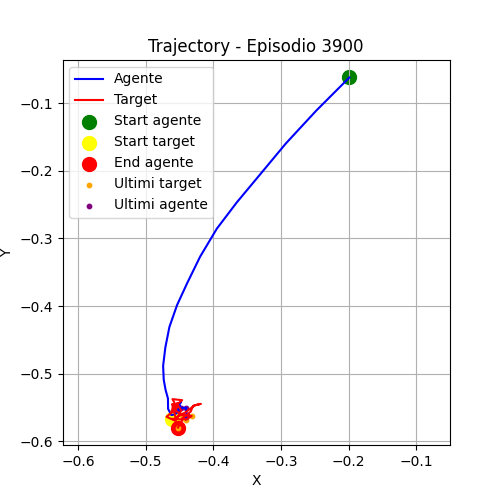 Trajectory - Episodio 3900
Agente
Target
Start agente
Start target
End agente
Ultimi target
Ultimi agente
−0.1
−0.2
−0.3
−0.4
−0.5
−0.6
Y
−0.6 −0.5 −0.4 −0.3 −0.2 −0.1
X